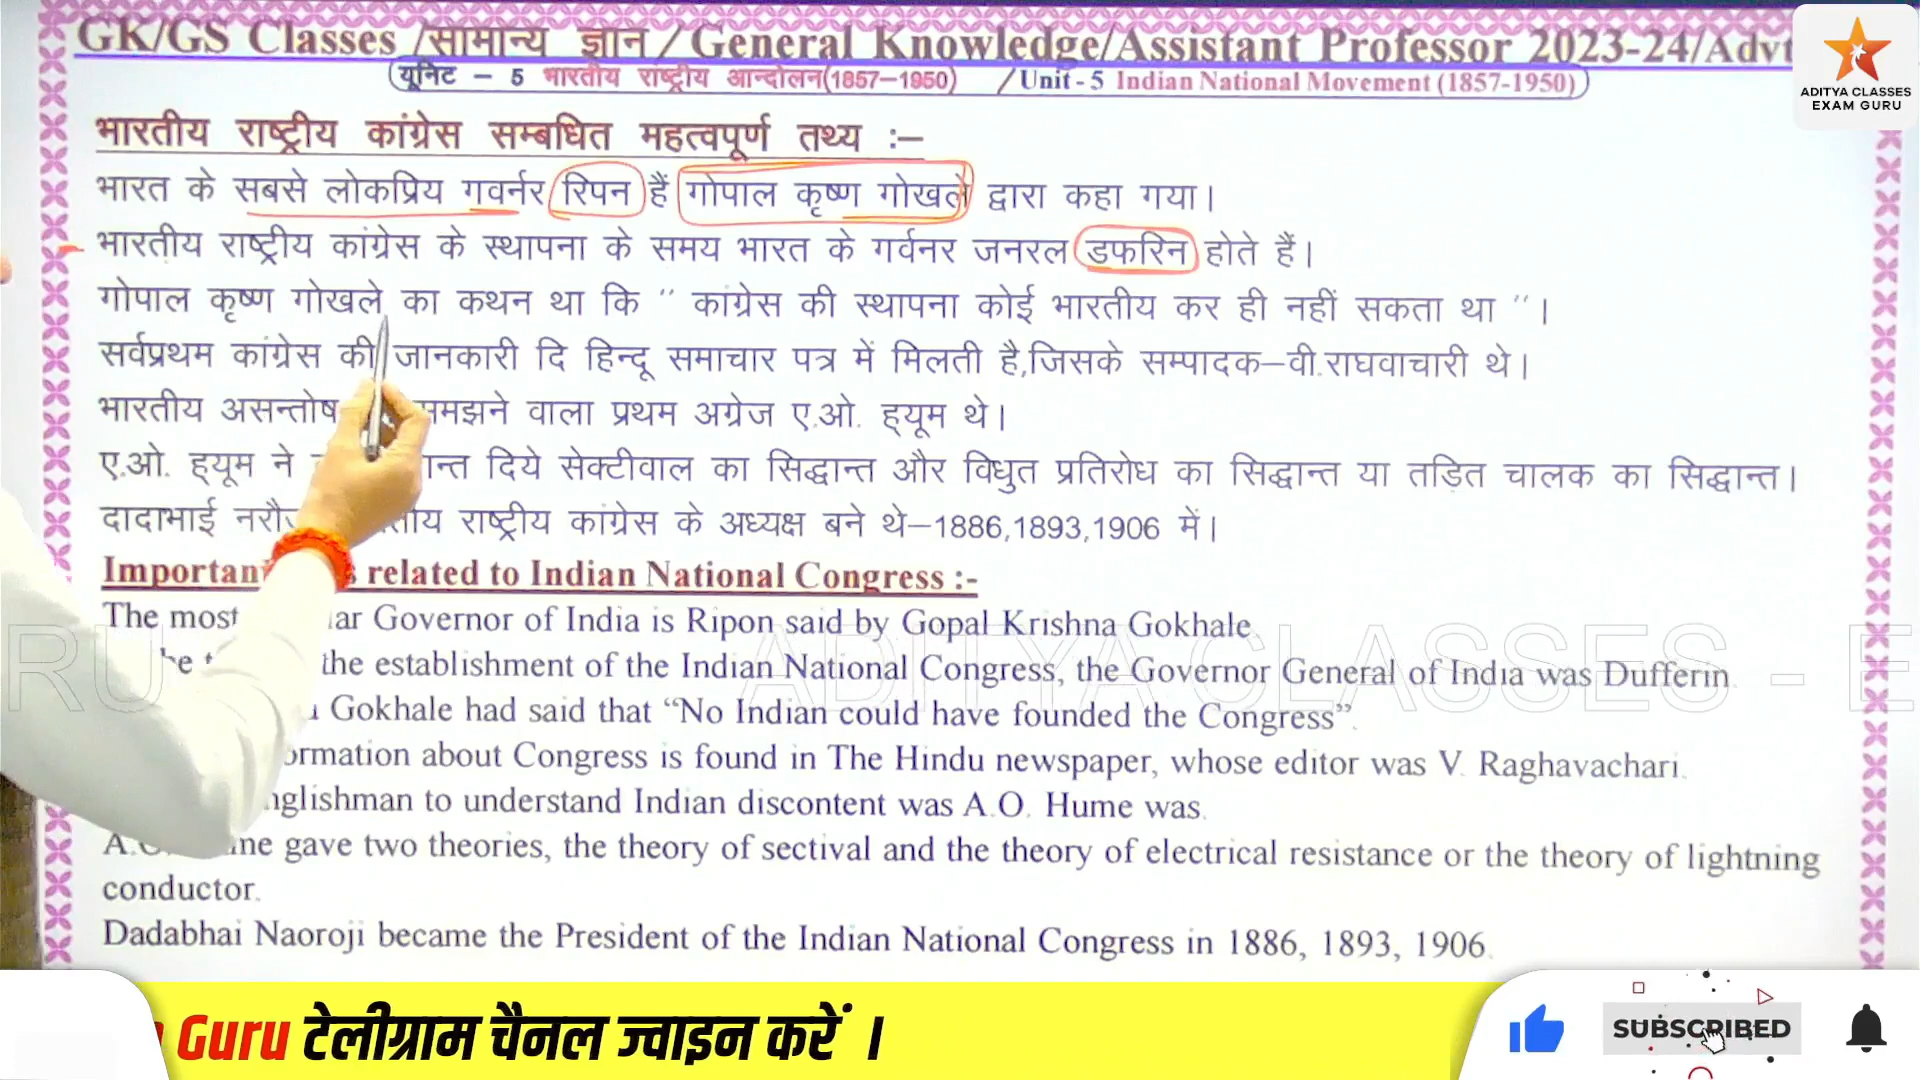 GK/GS Classes /सामान्य ज्ञान / General Knowledge/Assistant Professor 2023-24/Advt
यूनिट – 5 भारतीय राष्ट्रीय आन्दोलन(1857–1950) / Unit - 5 Indian National Movement (1857-1950)
ADITYA CLASSES
EXAM GURU
भारतीय राष्ट्रीय कांग्रेस सम्बधित महत्वपूर्ण तथ्य :–
भारत के सबसे लोकप्रिय गवर्नर रिपन हैं गोपाल कृष्ण गोखले द्वारा कहा गया।
भारतीय राष्ट्रीय कांग्रेस के स्थापना के समय भारत के गर्वनर जनरल डफरिन होते हैं।
गोपाल कृष्ण गोखले का कथन था कि " कांग्रेस की स्थापना कोई भारतीय कर ही नहीं सकता था "।
सर्वप्रथम कांग्रेस की जानकारी दि हिन्दू समाचार पत्र में मिलती है,जिसके सम्पादक–वी.राघवाचारी थे।
भारतीय असन्तोष समझने वाला प्रथम अग्रेज ए.ओ. ह्यूम थे।
ए.ओ. ह्यूम ने दिये सेक्टीवाल का सिद्धान्त और विधुत प्रतिरोध का सिद्धान्त या तड़ित चालक का सिद्धान्त।
दादाभाई राष्ट्रीय कांग्रेस के अध्यक्ष बने थे–1886,1893,1906 में।
related to Indian National Congress :-
The most Governor of India is Ripon said by Gopal Krishna Gokhale
the establishment of the Indian National Congress, the Governor General of India was Dufferin.
Gokhale had said that “No Indian could have founded the Congress”.
about Congress is found in The Hindu newspaper, whose editor was V. Raghavachari.
to understand Indian discontent was A.O. Hume was.
gave two theories, the theory of sectival and the theory of electrical resistance or the theory of lightning
conductor.
Dadabhai Naoroji became the President of the Indian National Congress in 1886, 1893, 1906.
ADITYA CLASSES - E
Guru टेलीग्राम चैनल ज्वाइन करें ।
SUBSCRIBED